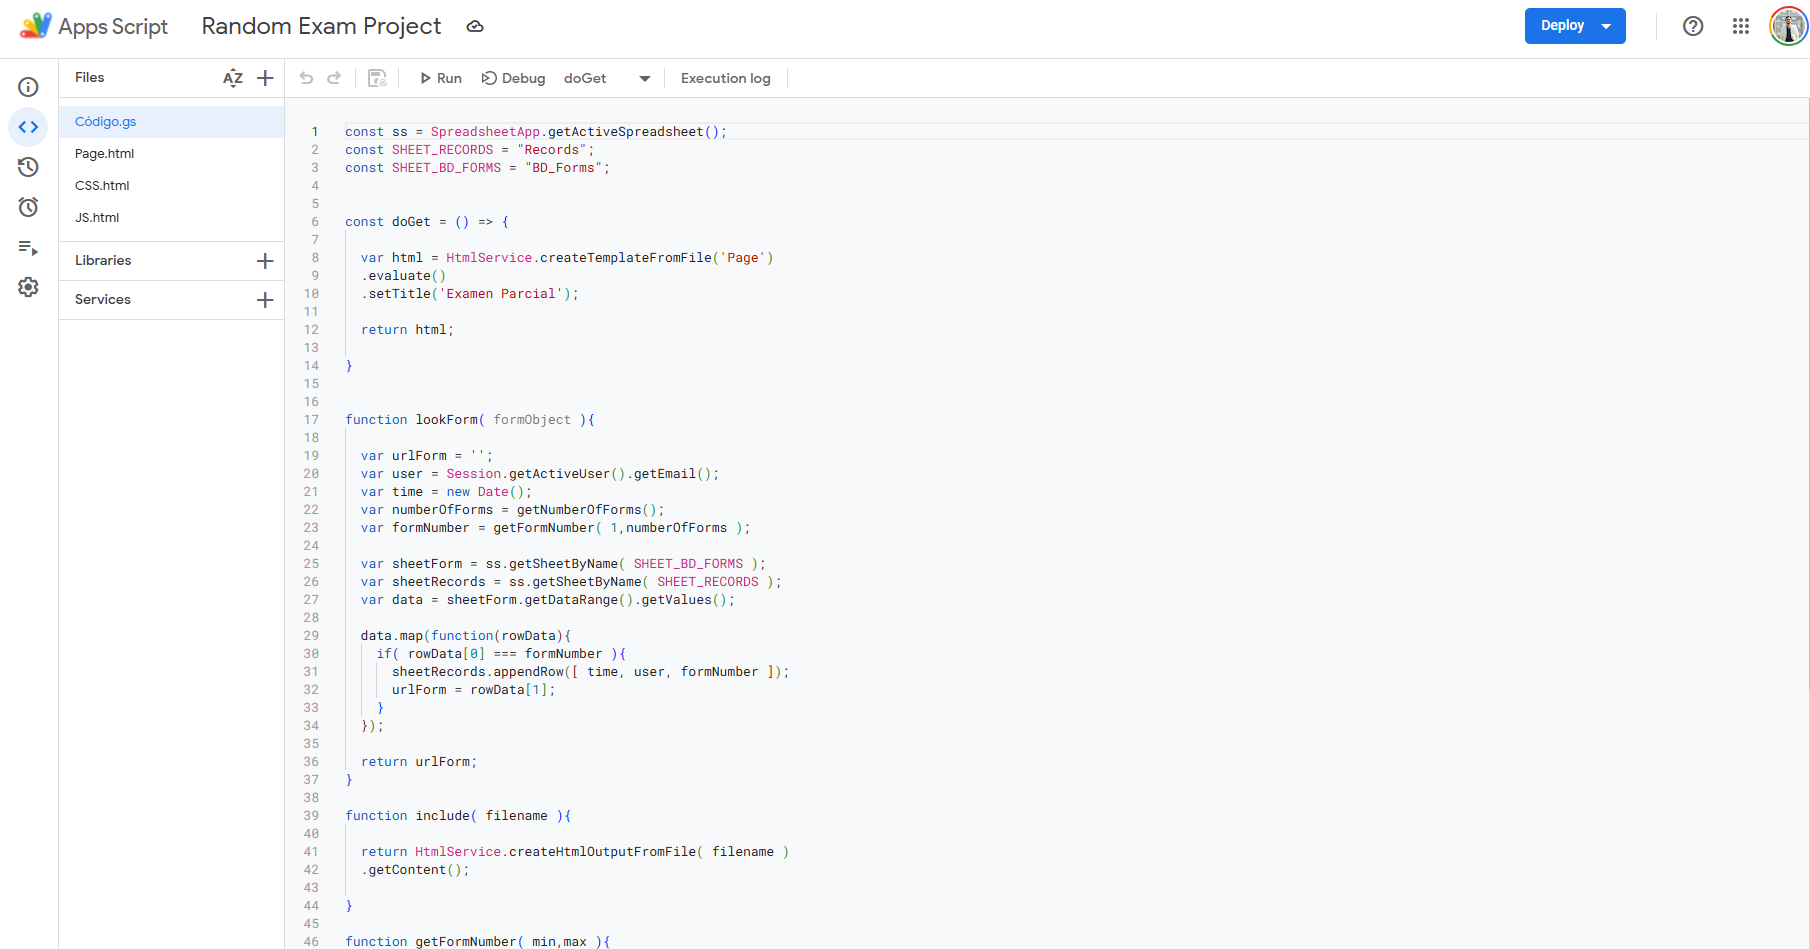 Apps Script
Random Exam Project
Deploy
Files
AZ
Código.gs
Page.html
CSS.html
JS.html
Libraries
Services
Run
Debug
doGet
Execution log
1 const ss = SpreadsheetApp.getActiveSpreadsheet();
2 const SHEET_RECORDS = "Records";
3 const SHEET_BD_FORMS = "BD_Forms";
4
5
6 const doGet = () => {
7
8 var html = HtmlService.createTemplateFromFile('Page')
9 .evaluate()
10 .setTitle('Examen Parcial');
11
12 return html;
13
14 }
15
16
17 function lookForm( formObject ){
18
19 var urlForm = '';
20 var user = Session.getActiveUser().getEmail();
21 var time = new Date();
22 var numberOfForms = getNumberOfForms();
23 var formNumber = getFormNumber( 1,numberOfForms );
24
25 var sheetForm = ss.getSheetByName( SHEET_BD_FORMS );
26 var sheetRecords = ss.getSheetByName( SHEET_RECORDS );
27 var data = sheetForm.getDataRange().getValues();
28
29 data.map(function(rowData){
30 if( rowData[0] === formNumber ){
31 sheetRecords.appendRow([ time, user, formNumber ]);
32 urlForm = rowData[1];
33 }
34 });
35
36 return urlForm;
37 }
38
39 function include( filename ){
40
41 return HtmlService.createHtmlOutputFromFile( filename )
42 .getContent();
43
44 }
45
46 function getFormNumber( min,max ){